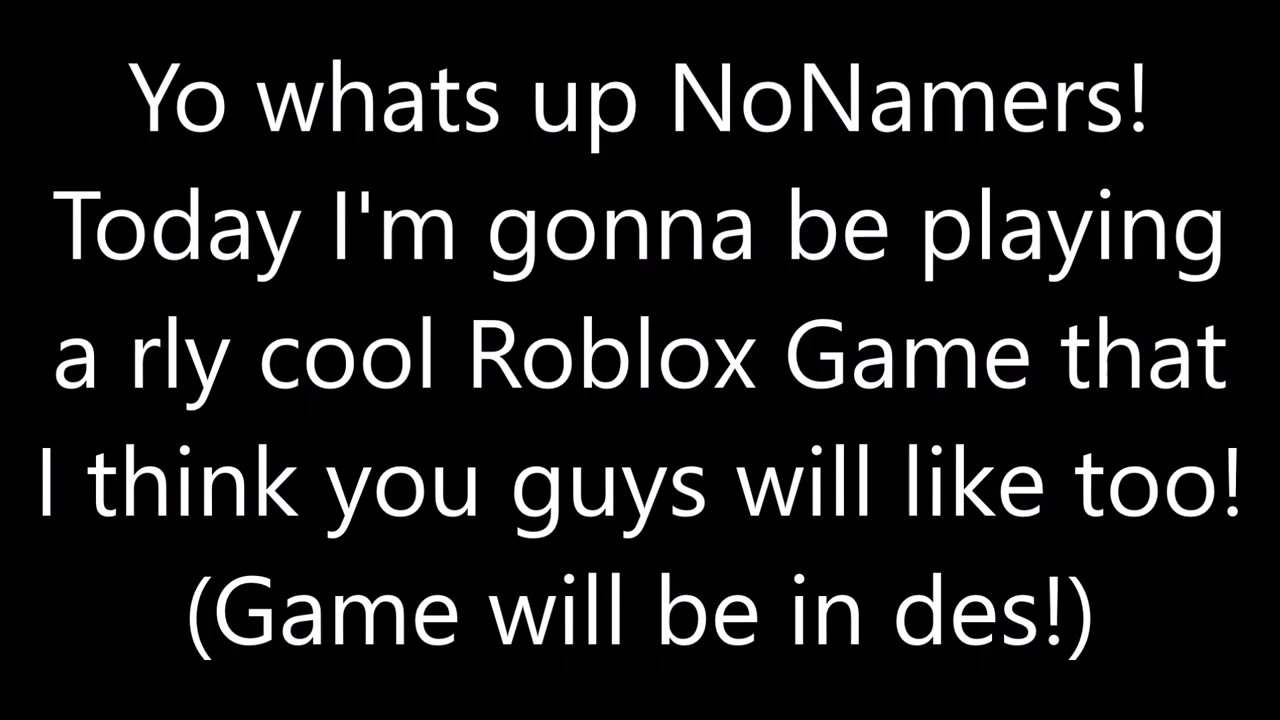 Yo whats up NoNamers!
Today I'm gonna be playing
a rly cool Roblox Game that
I think you guys will like too!
(Game will be in des!)